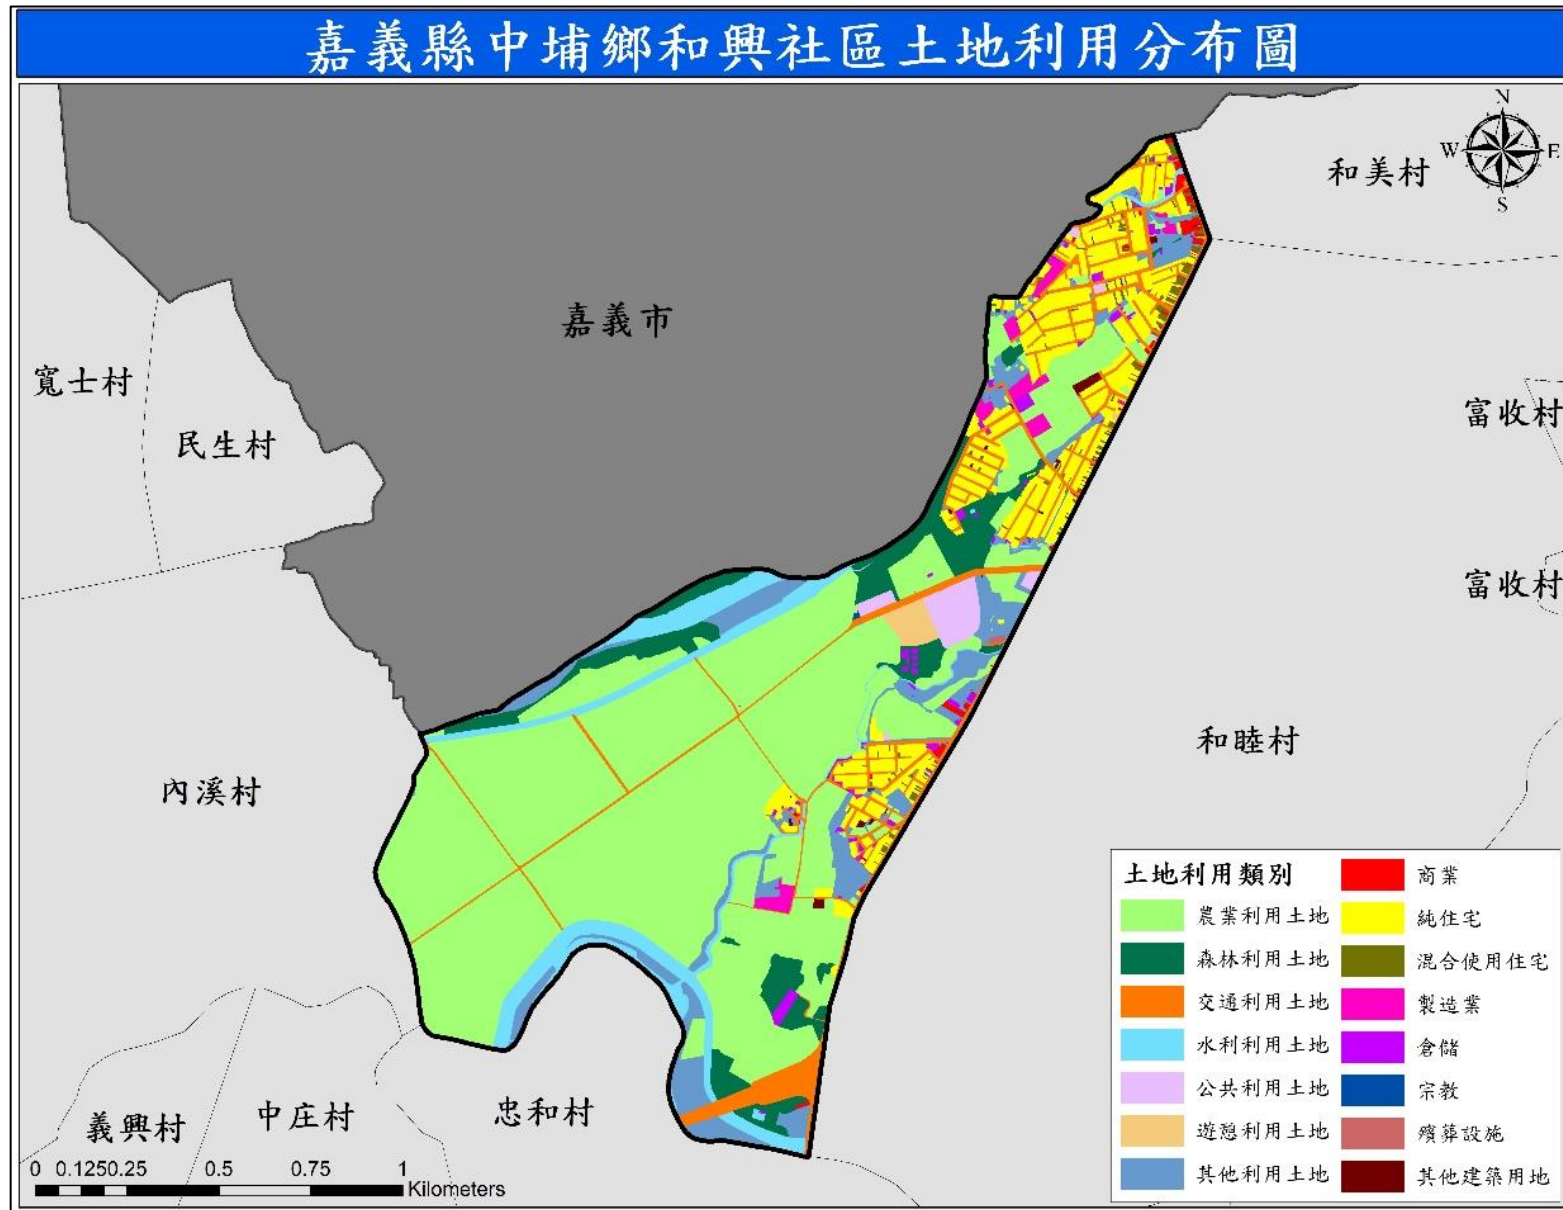 嘉義縣中埔鄉和興社區土地利用分布圖
N
W
E
S
和美村
嘉義市
寬士村
民生村
富收村
富收村
和睦村
內溪村
義興村
中庄村
忠和村
0 0.125 0.25 0.5 0.75 1
Kilometers
土地利用類別
農業利用土地
森林利用土地
交通利用土地
水利利用土地
公共利用土地
遊憩利用土地
其他利用土地
商業
純住宅
混合使用住宅
製造業
倉儲
宗教
殯葬設施
其他建築用地